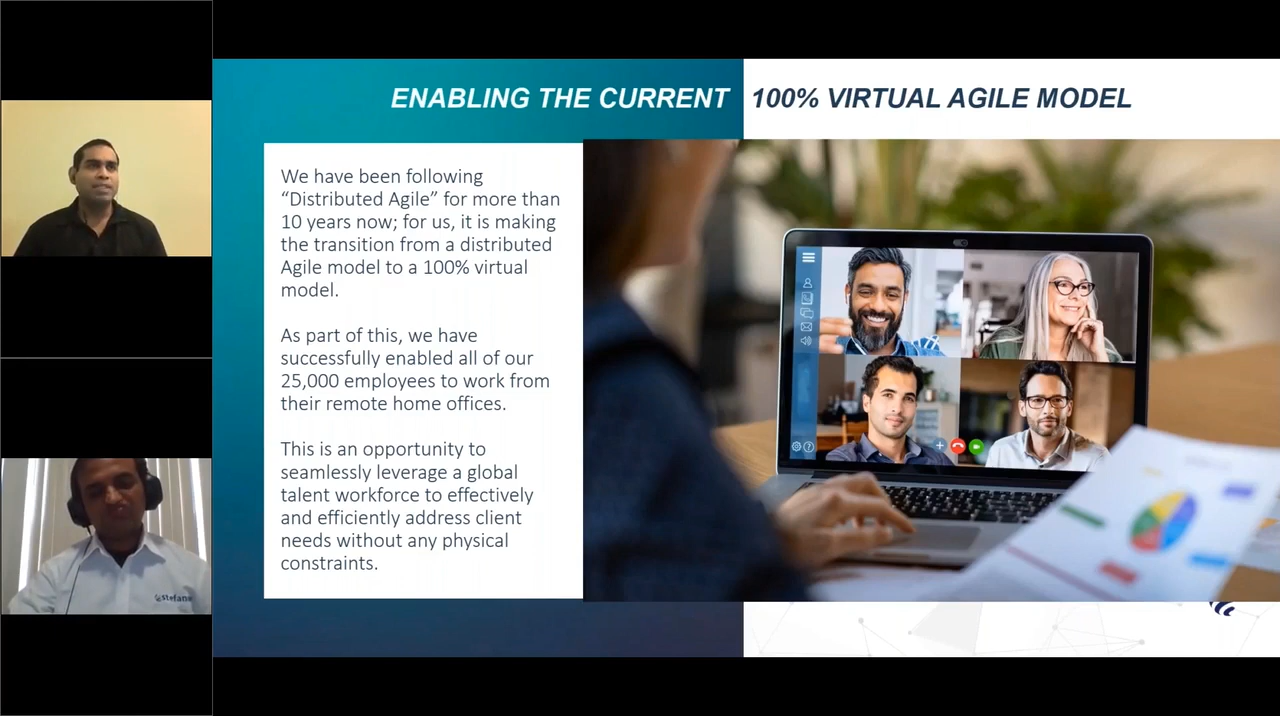 ENABLING THE CURRENT 100% VIRTUAL AGILE MODEL
We have been following
“Distributed Agile” for more than
10 years now; for us, it is making
the transition from a distributed
Agile model to a 100% virtual
model.
As part of this, we have
successfully enabled all of our
25,000 employees to work from
their remote home offices.
This is an opportunity to
seamlessly leverage a global
talent workforce to effectively
and efficiently address client
needs without any physical
constraints.